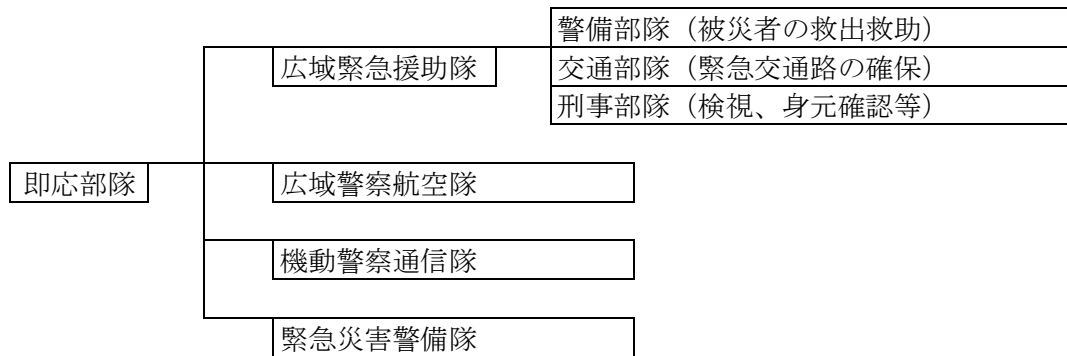 警備部隊（被災者の救出救助）
広域緊急援助隊
交通部隊（緊急交通路の確保）
刑事部隊（検視、身元確認等）
即応部隊
広域警察航空隊
機動警察通信隊
緊急災害警備隊